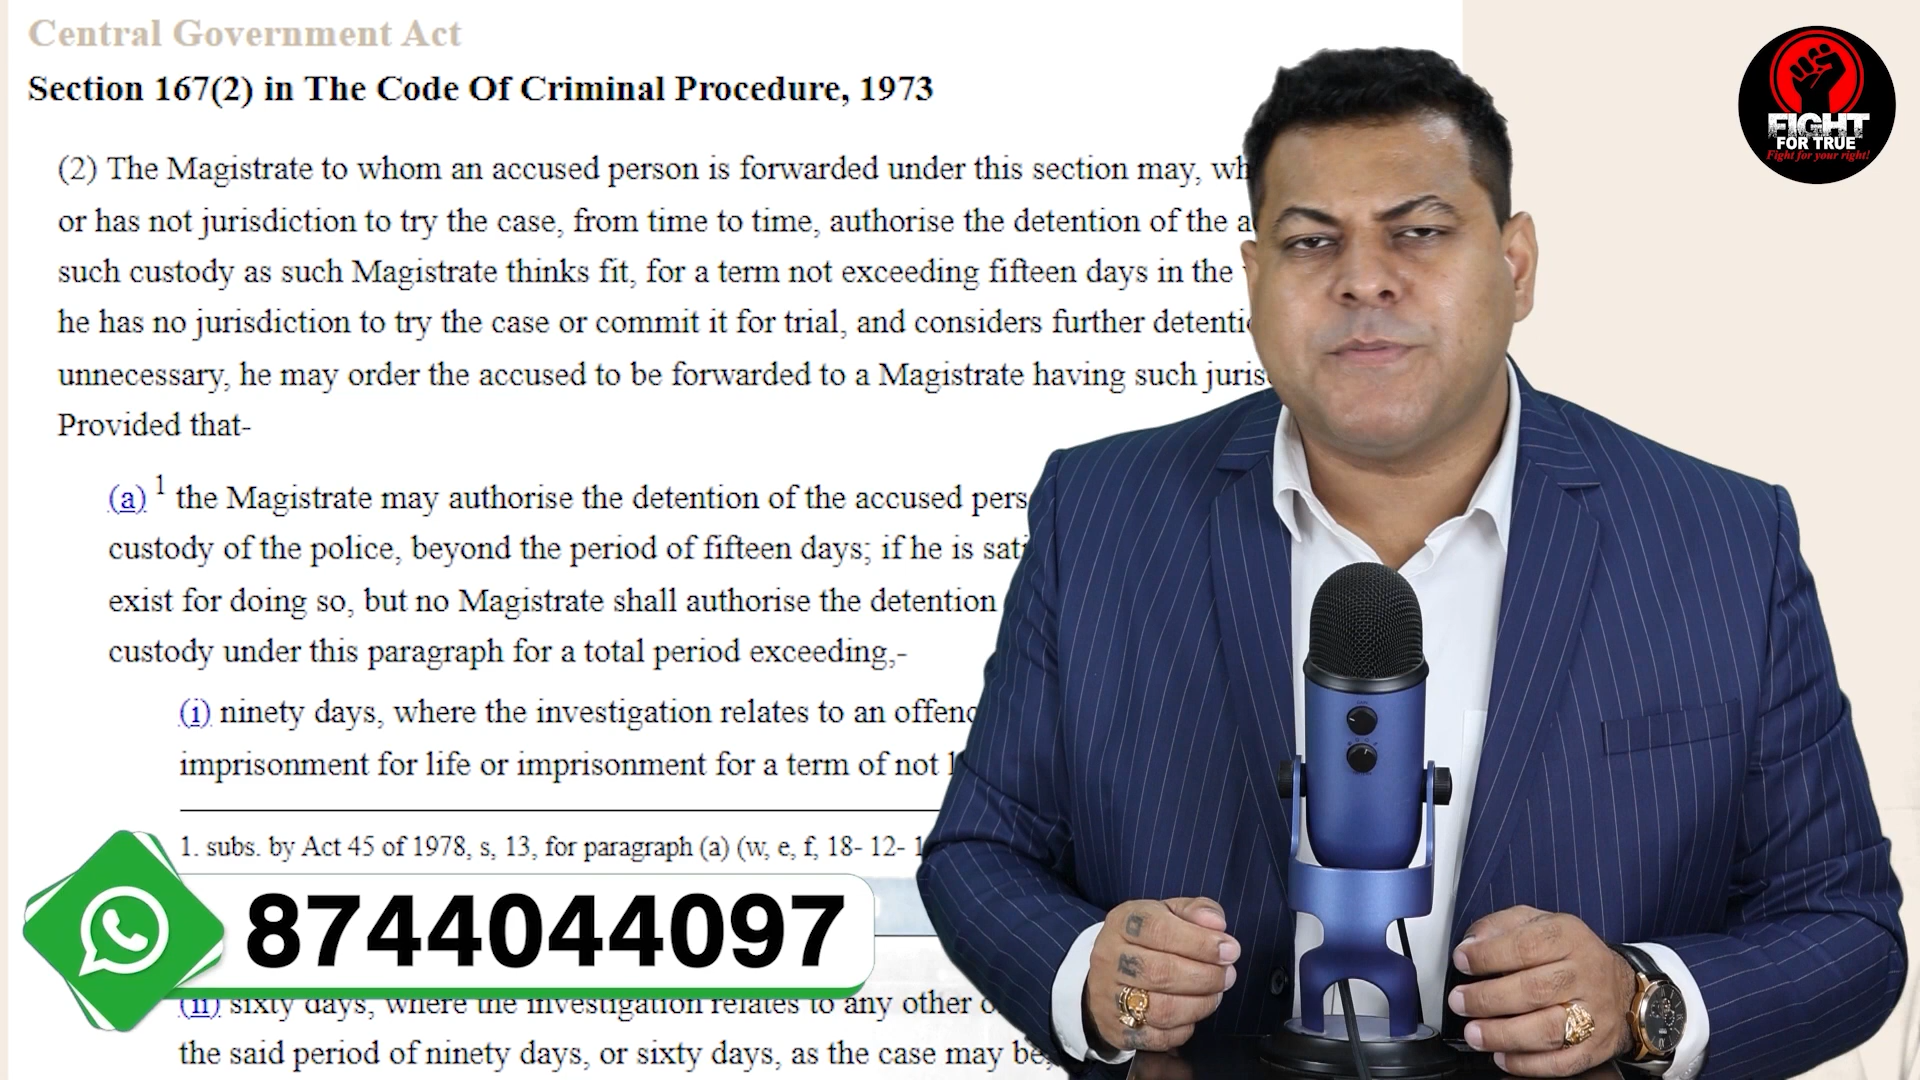 Central Government Act
Section 167(2) in The Code Of Criminal Procedure, 1973
(2) The Magistrate to whom an accused person is forwarded under this section may,
or has not jurisdiction to try the case, from time to time, authorise the detention of the
such custody as such Magistrate thinks fit, for a term not exceeding fifteen days in the
he has no jurisdiction to try the case or commit it for trial, and considers further
unnecessary, he may order the accused to be forwarded to a Magistrate having such
Provided that-
(a) 1 the Magistrate may authorise the detention of the accused
custody of the police, beyond the period of fifteen days; if he is
exist for doing so, but no Magistrate shall authorise the detention
custody under this paragraph for a total period exceeding,-
(i) ninety days, where the investigation relates to an
imprisonment for life or imprisonment for a term of not
1. subs. by Act 45 of 1978, s, 13, for paragraph (a) (w, e, f, 18- 12-
8744044097
(ii) sixty days, where the investigation relates to any other
the said period of ninety days, or sixty days, as the case may be,
FIGHT
FOR TRUE
Fight for your right!
R